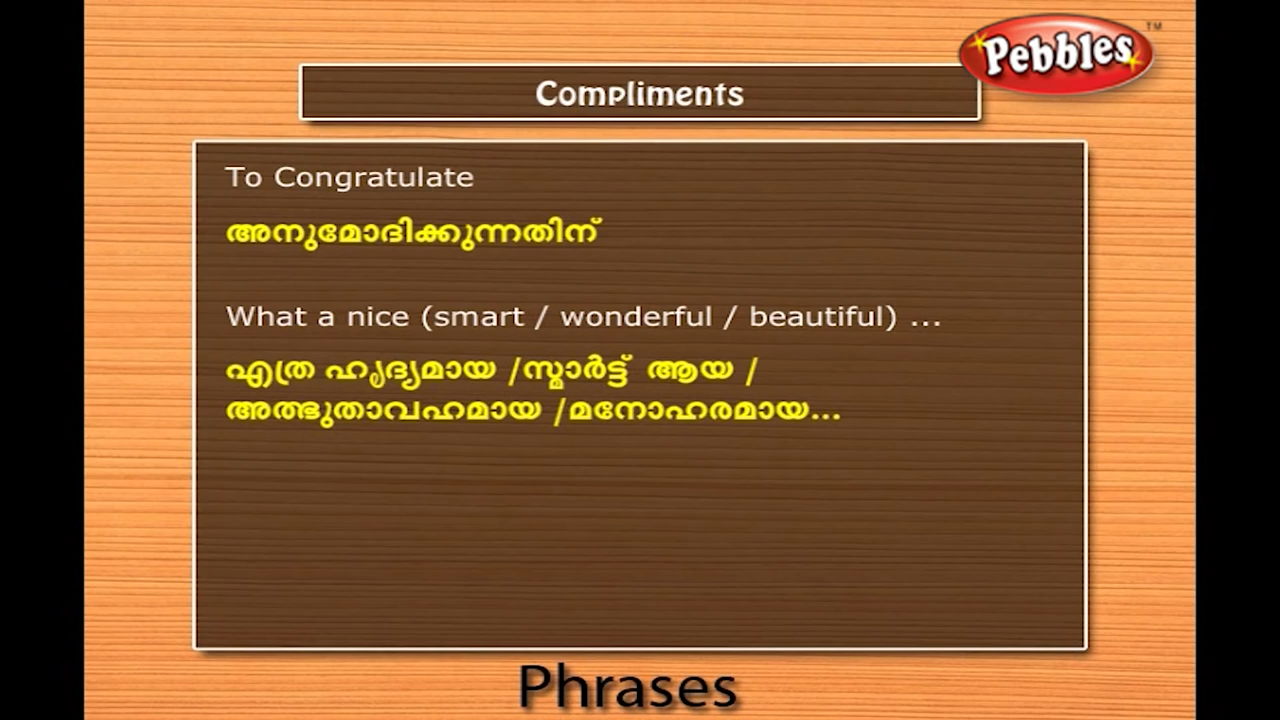 Pebbles™
Compliments
To Congratulate
അനുമോദിക്കുന്നതിന്
What a nice (smart / wonderful / beautiful) ...
എത്ര ഹൃദ്യമായ /സ്മാർട്ട് ആയ /
അത്ഭുതാവഹമായ /മനോഹരമായ...
Phrases